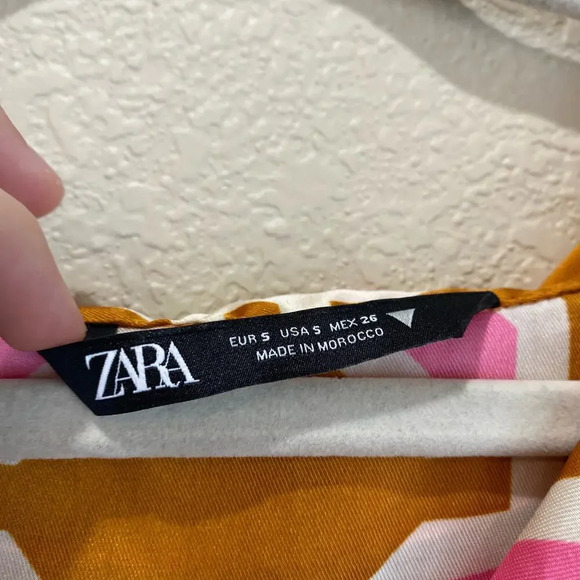 ZARA
EUR S USA S MEX 26
MADE IN MOROCCO